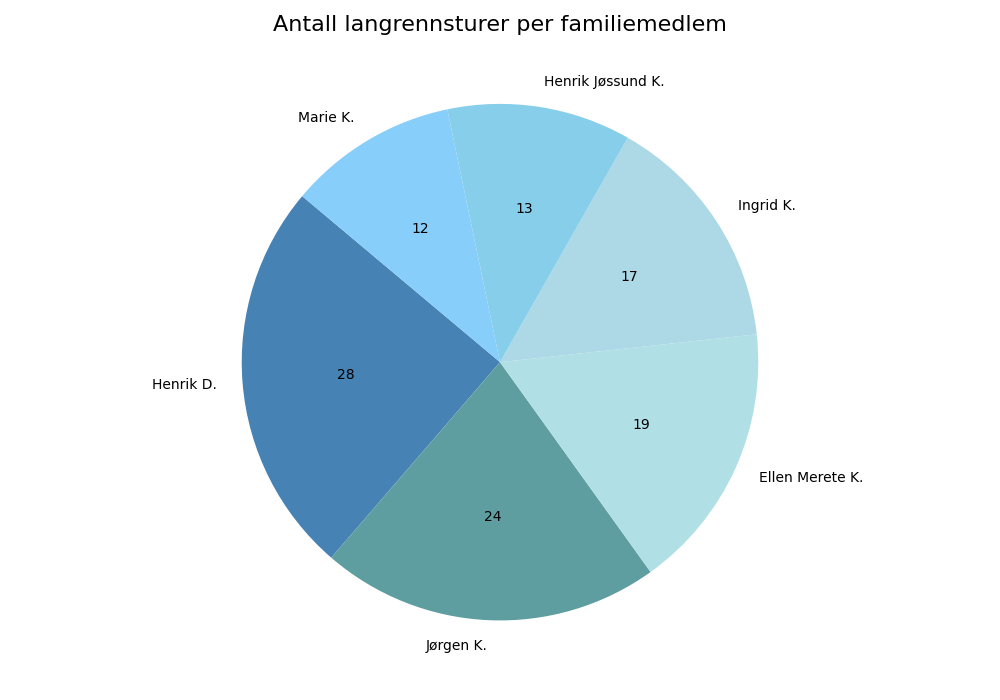 Antall langrennsturer per familiemedlem
Henrik Jøssund K.
Marie K.
Ingrid K.
13
12
17
28
Henrik D.
19
Ellen Merete K.
24
Jørgen K.